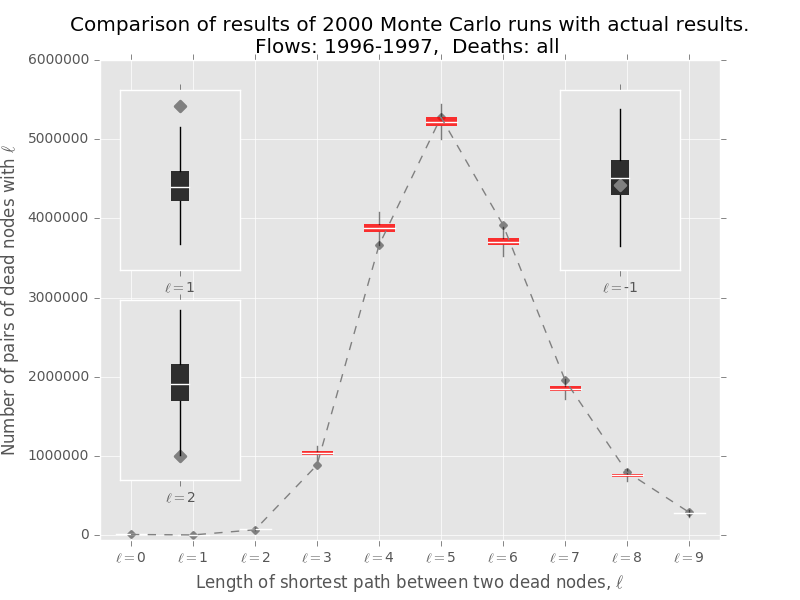 Comparison of results of 2000 Monte Carlo runs with actual results.
Flows: 1996-1997, Deaths: all
Number of pairs of dead nodes with ℓ
6000000
5000000
4000000
3000000
2000000
1000000
0
ℓ=1
ℓ=-1
ℓ=2
ℓ=0
ℓ=1
ℓ=2
ℓ=3
ℓ=4
ℓ=5
ℓ=6
ℓ=7
ℓ=8
ℓ=9
Length of shortest path between two dead nodes, ℓ